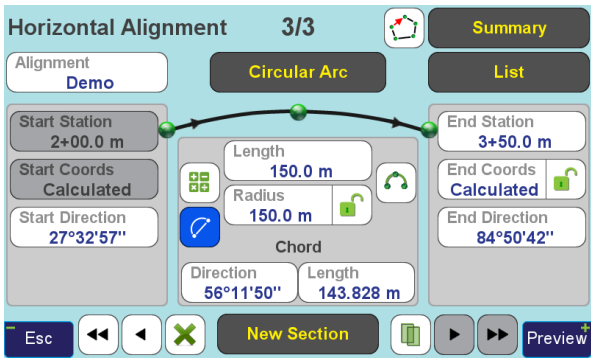 Horizontal Alignment 3/3 Summary
Alignment
Demo
Circular Arc List
Start Station
2+00.0 m
Start Coords
Calculated
Start Direction
27°32'57"
Length
150.0 m
Radius
150.0 m
Chord
Direction
56°11'50"
Length
143.828 m
End Station
3+50.0 m
End Coords
Calculated
End Direction
84°50'42"
Esc New Section Preview